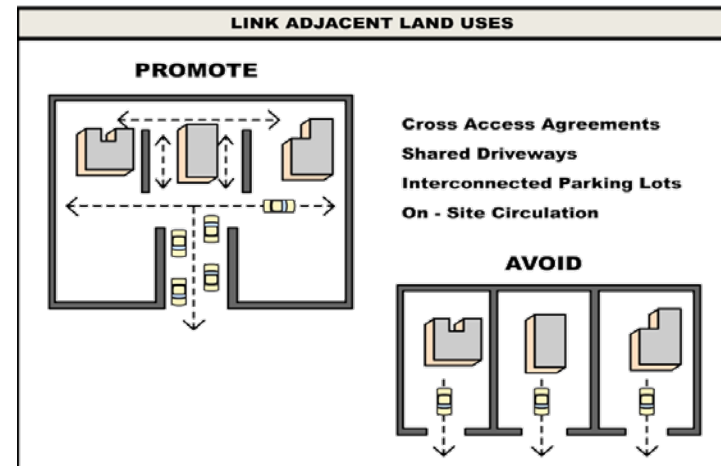 LINK ADJACENT LAND USES
PROMOTE
Cross Access Agreements
Shared Driveways
Interconnected Parking Lots
On - Site Circulation
AVOID